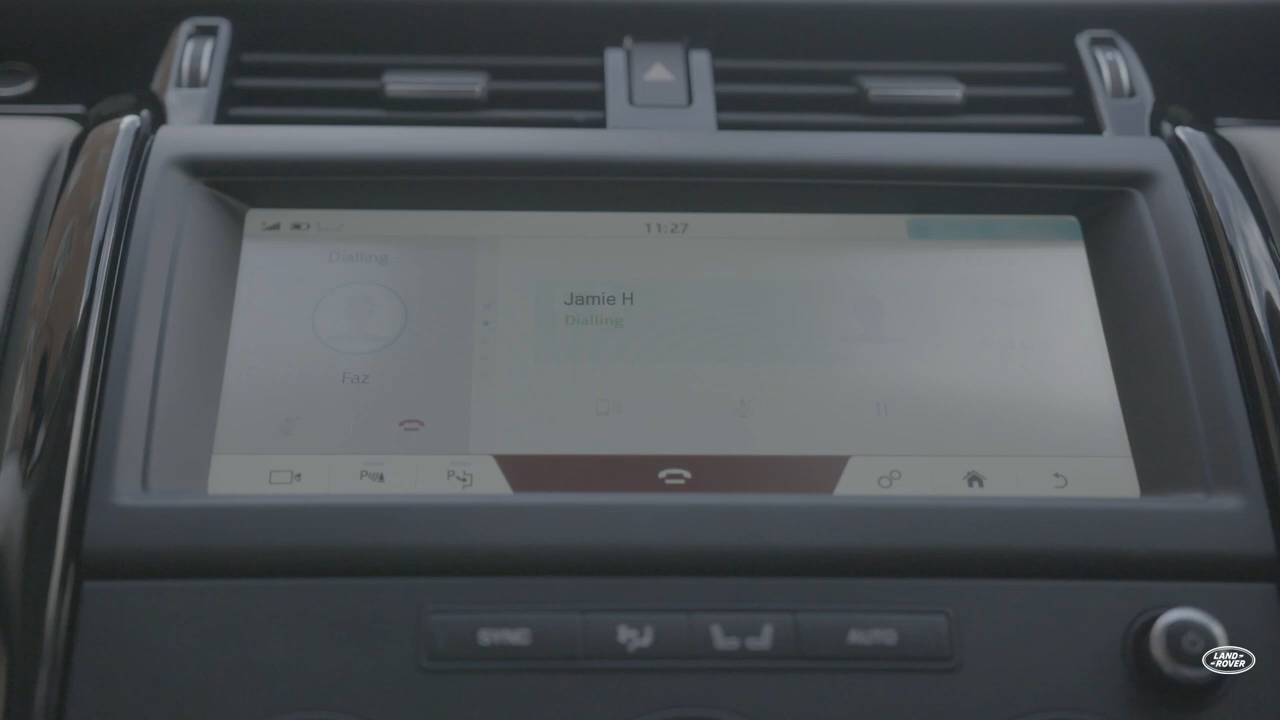 11:27
Dialling...
Jamie H
Dialling
Faz
P
P
SYNC
AUTO
LAND-
-ROVER